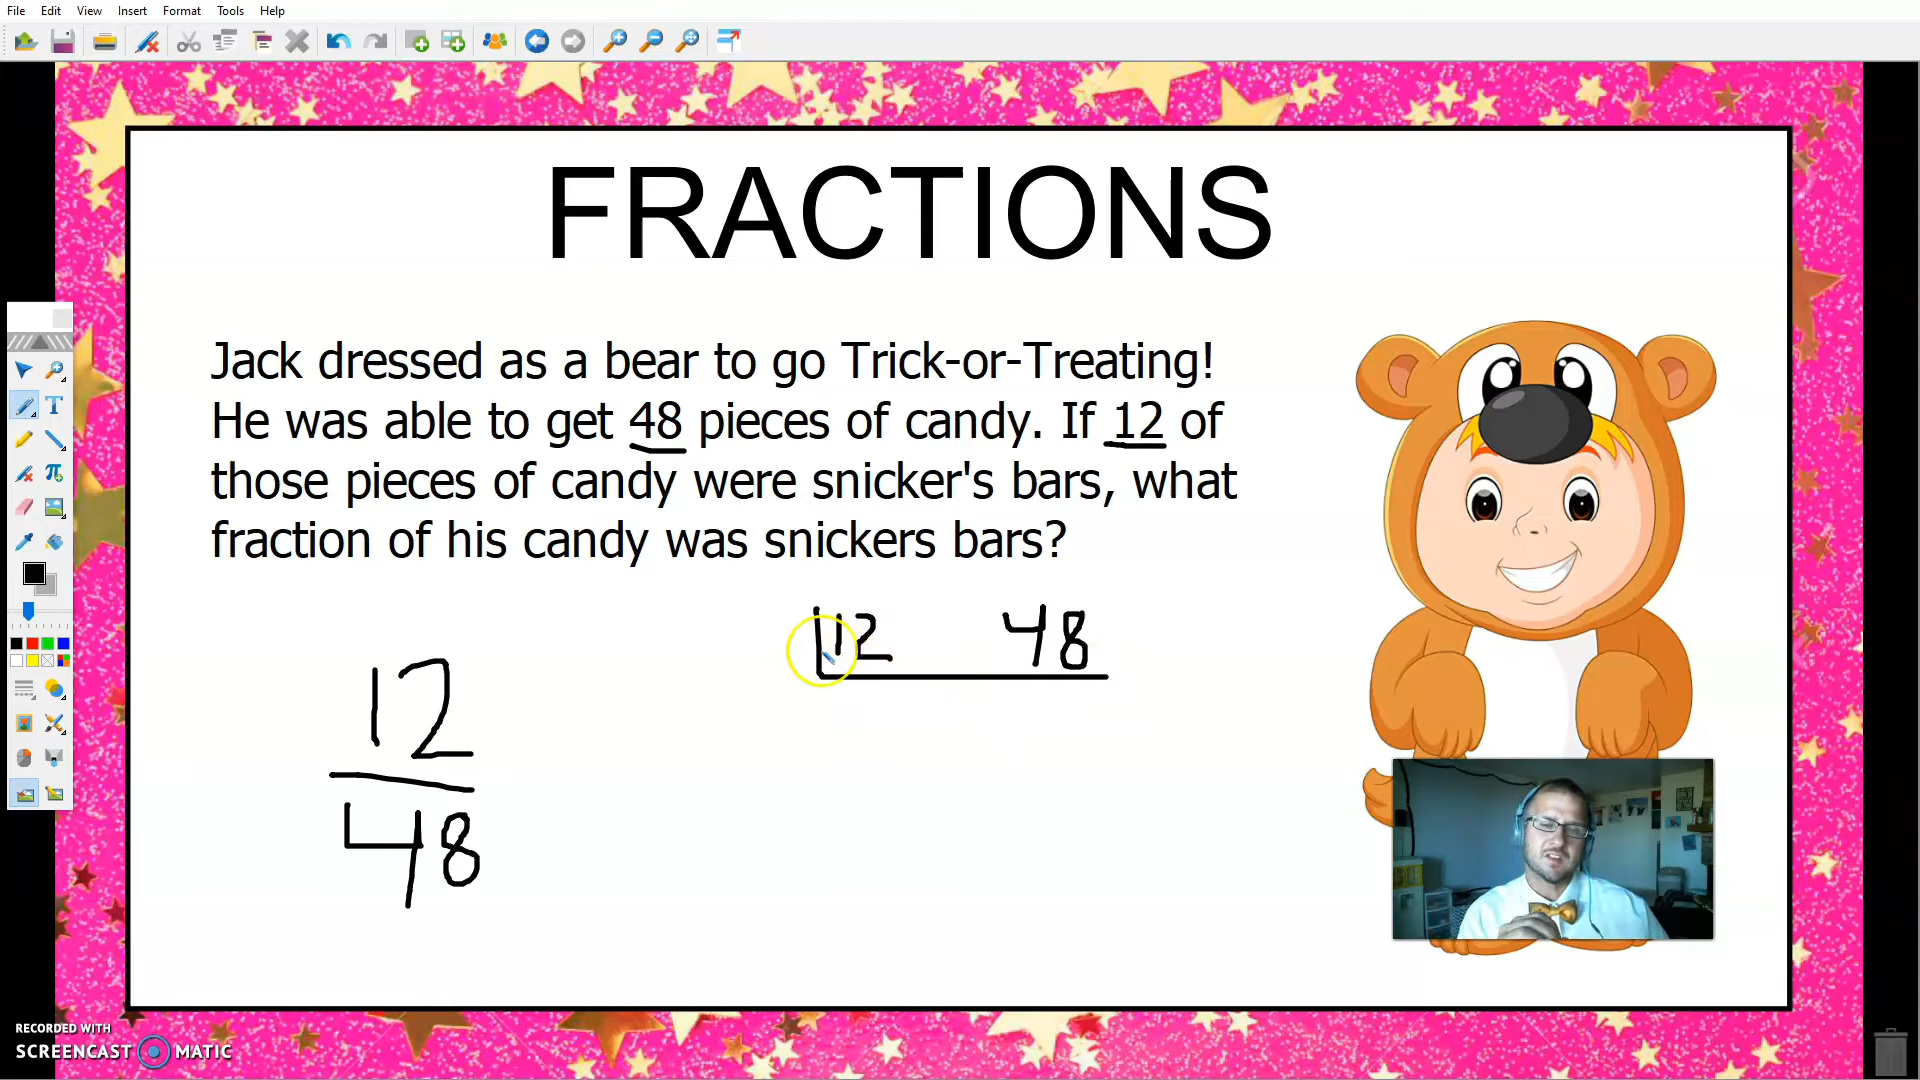 File Edit View Insert Format Tools Help
FRACTIONS
Jack dressed as a bear to go Trick-or-Treating!
He was able to get 48 pieces of candy. If 12 of
those pieces of candy were snicker's bars, what
fraction of his candy was snickers bars?
12 48
12
48
RECORDED WITH
SCREENCAST MATIC